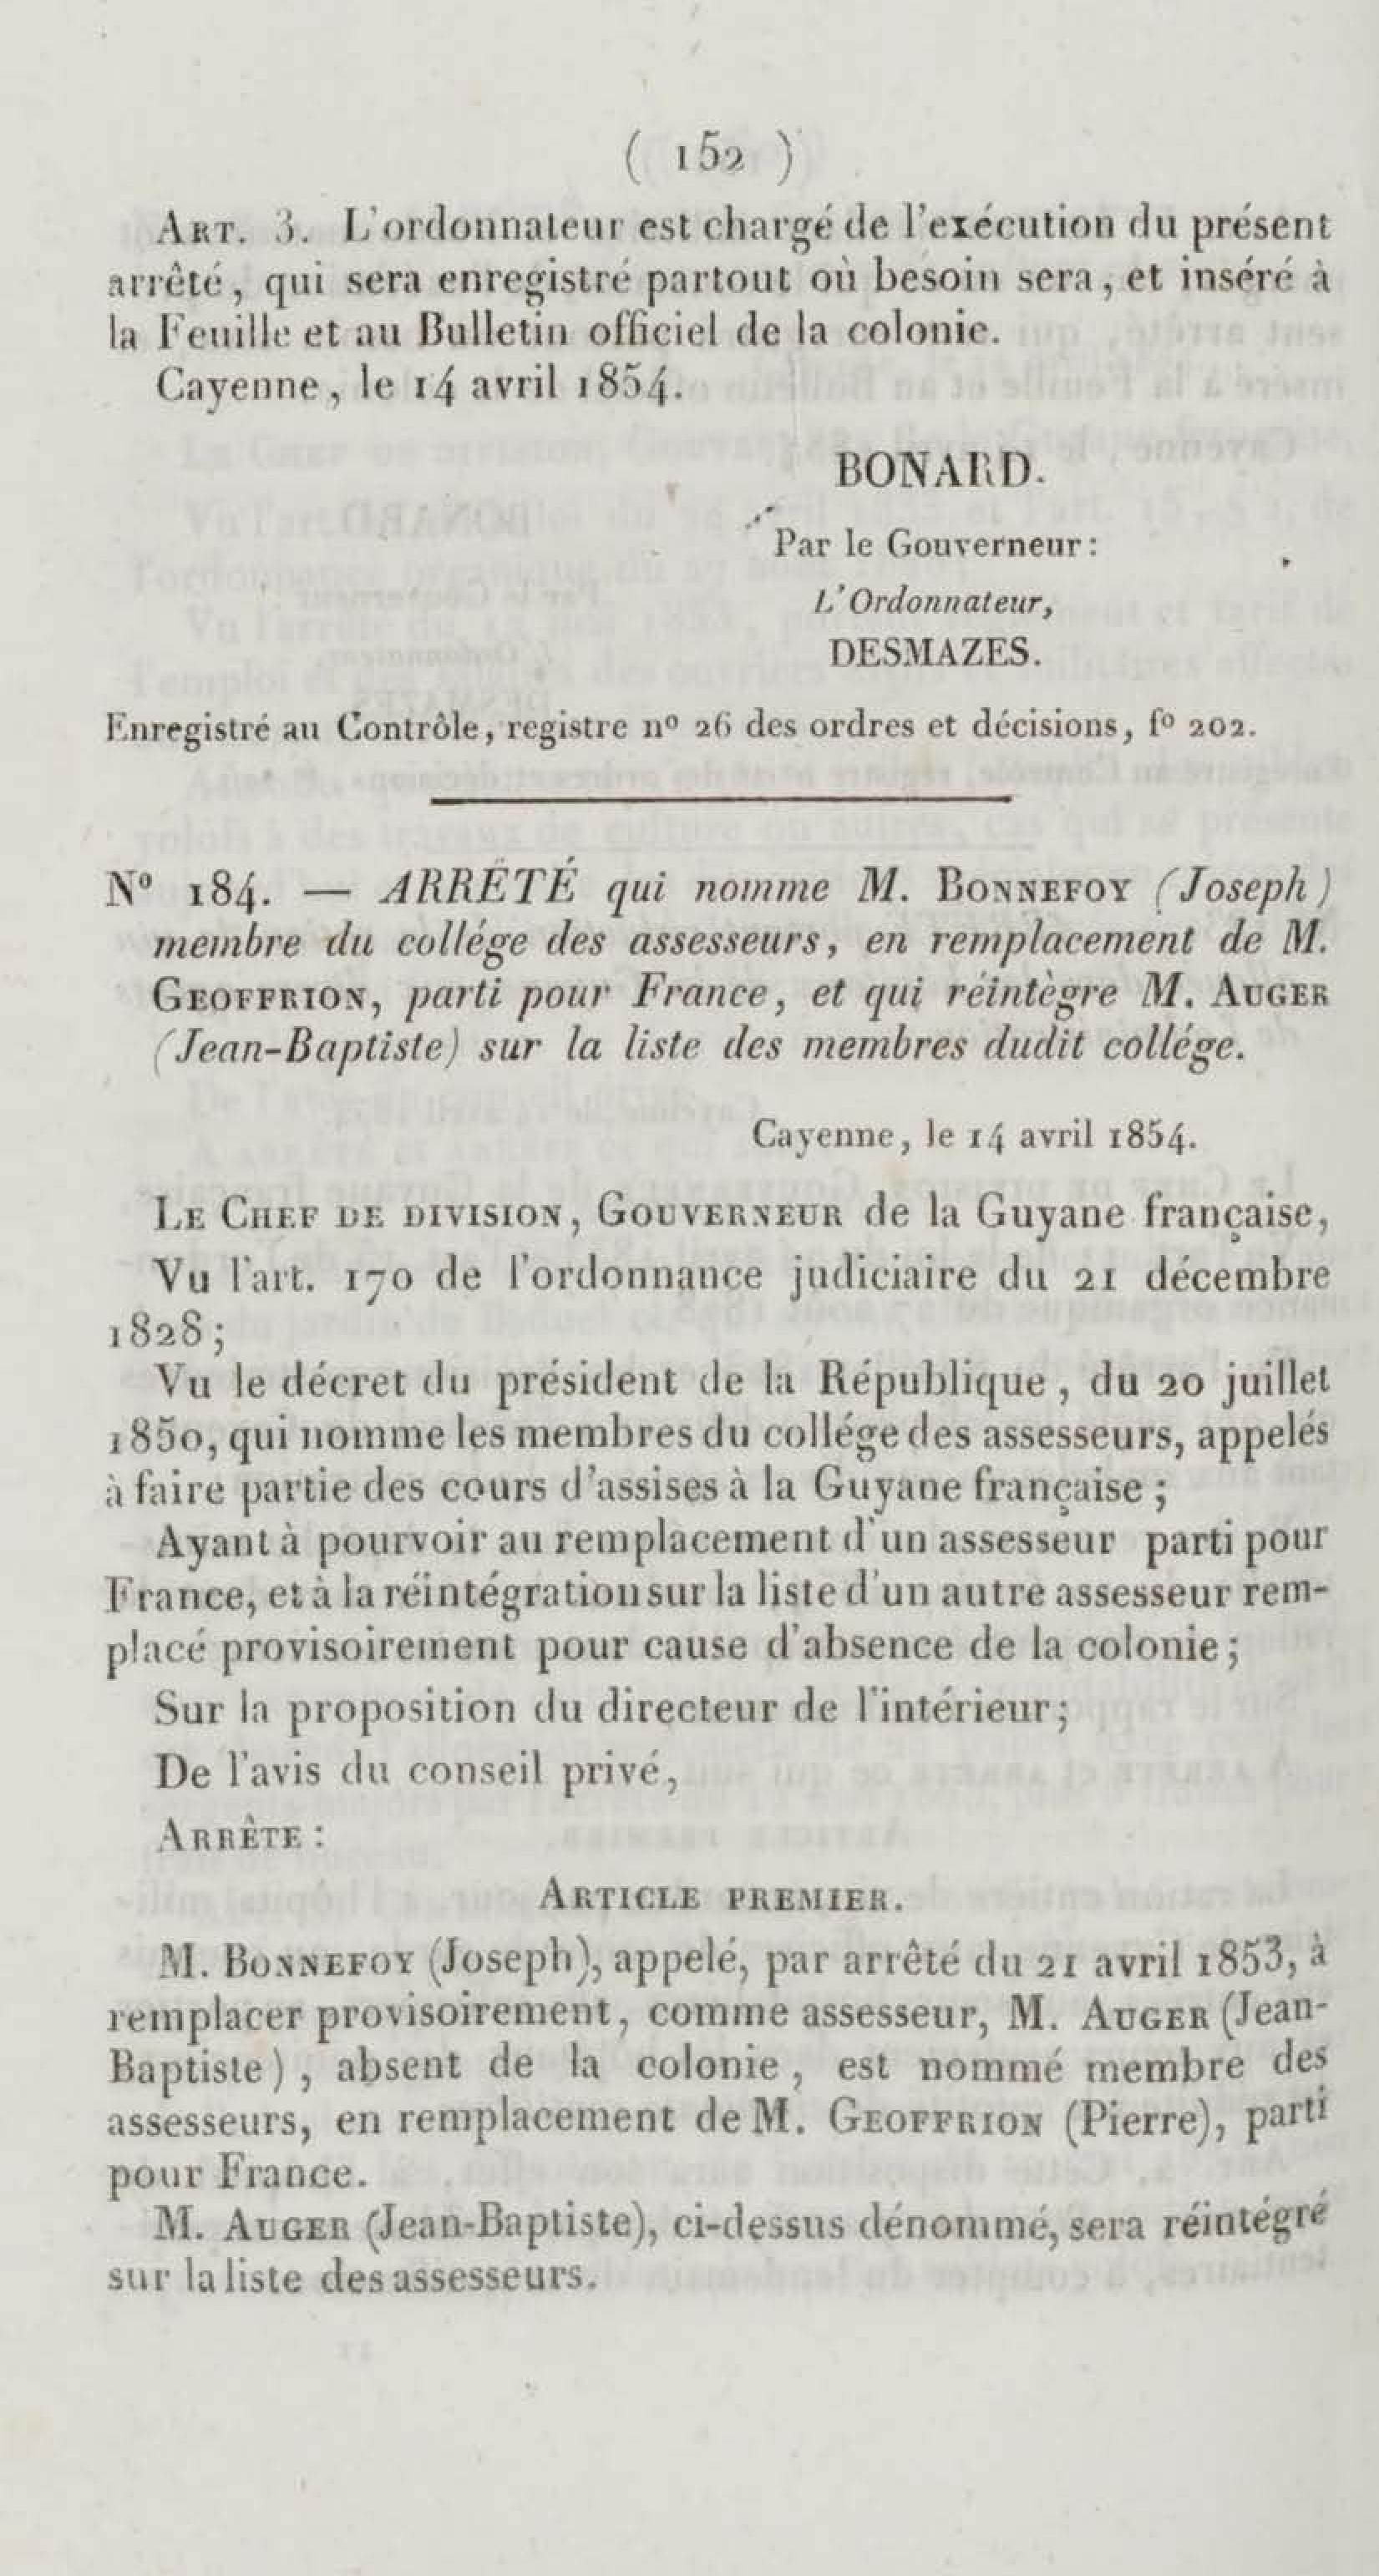 ( 152 )
ART. 3. L'ordonnateur est chargé de l'exécution du présent
arrêté, qui sera enregistré partout où besoin sera, et inséré à
la Feuille et au Bulletin officiel de la colonie.
Cayenne, le 14 avril 1854.
BONARD.
Par le Gouverneur:
L'Ordonnateur,
DESMAZES.
Enregistré au Contrôle, registre nº 26 des ordres et décisions, fº 202.
Nº 184. — ARRÊTÉ qui nomme M. BONNEFOY (Joseph)
membre du collége des assesseurs, en remplacement de M.
GEOFFRION, parti pour France, et qui réintègre M. AUGER
(Jean-Baptiste) sur la liste des membres dudit collége.
Cayenne, le 14 avril 1854.
LE CHEF DE DIVISION, GOUVERNEUR de la Guyane française,
Vu l'art. 170 de l'ordonnance judiciaire du 21 décembre
1828;
Vu le décret du président de la République, du 20 juillet
1850, qui nomme les membres du collége des assesseurs, appelés
à faire partie des cours d'assises à la Guyane française;
Ayant à pourvoir au remplacement d'un assesseur parti pour
France, et à la réintégration sur la liste d'un autre assesseur rem-
placé provisoirement pour cause d'absence de la colonie;
Sur la proposition du directeur de l'intérieur;
De l'avis du conseil privé,
ARRÊTE:
ARTICLE PREMIER.
M. BONNEFOY (Joseph), appelé, par arrêté du 21 avril 1853, à
remplacer provisoirement, comme assesseur, M. AUGER (Jean-
Baptiste), absent de la colonie, est nommé membre des
assesseurs, en remplacement de M. GEOFFRION (Pierre), parti
pour France.
M. AUGER (Jean-Baptiste), ci-dessus dénommé, sera réintégré
sur la liste des assesseurs.